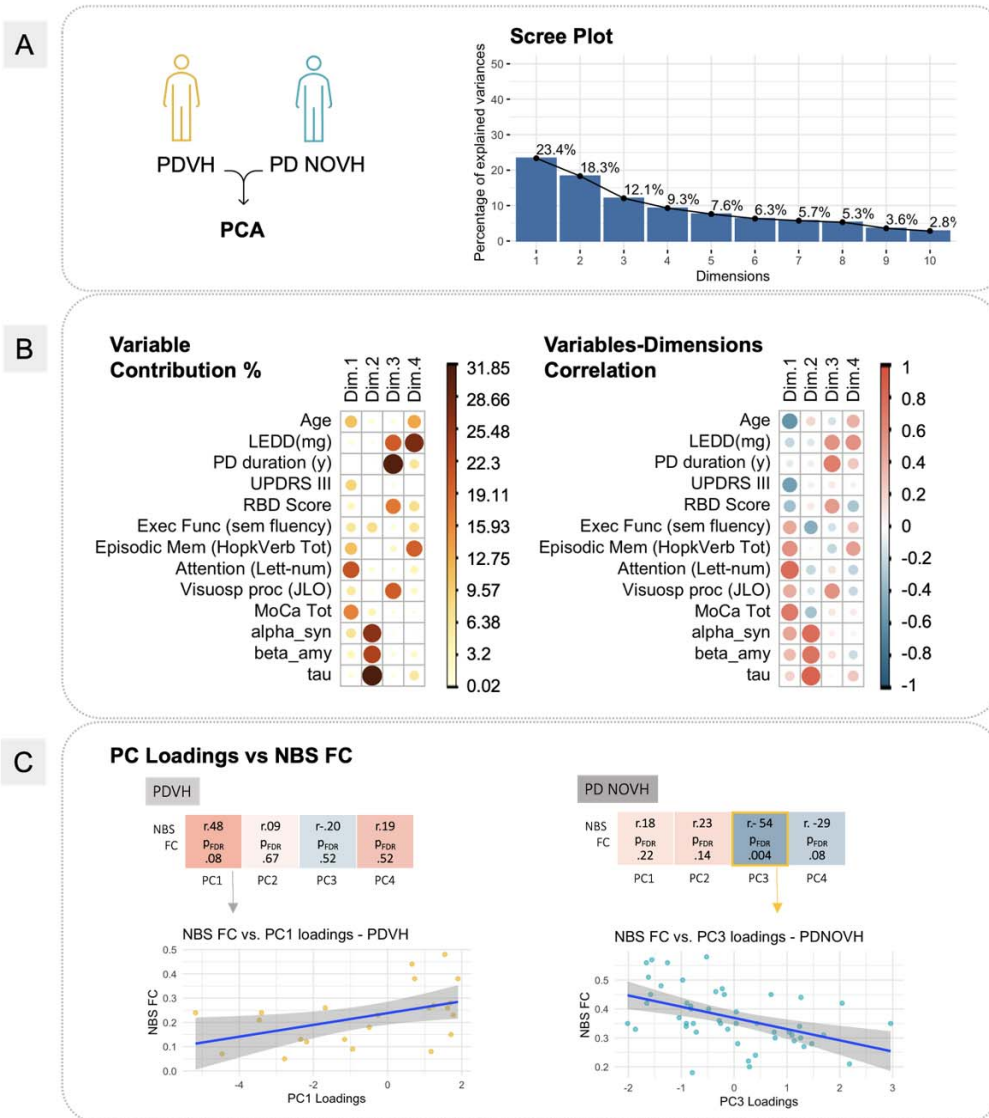 A
PDVH
PD NOVH
PCA
Scree Plot
Percentage of explained variances
50
40
30
20
10
0
23.4%
18.3%
12.1%
9.3%
7.6%
6.3%
5.7%
5.3%
3.6%
2.8%
1 2 3 4 5 6 7 8 9 10
Dimensions
B
Variable
Contribution %
Dim.1
Dim.2
Dim.3
Dim.4
Age
LEDD(mg)
PD duration (y)
UPDRS III
RBD Score
Exec Func (sem fluency)
Episodic Mem (HopkVerb Tot)
Attention (Lett-num)
Visuosp proc (JLO)
MoCa Tot
alpha_syn
beta_amy
tau
31.85
28.66
25.48
22.3
19.11
15.93
12.75
9.57
6.38
3.2
0.02
Variables-Dimensions
Correlation
Dim.1
Dim.2
Dim.3
Dim.4
Age
LEDD(mg)
PD duration (y)
UPDRS III
RBD Score
Exec Func (sem fluency)
Episodic Mem (HopkVerb Tot)
Attention (Lett-num)
Visuosp proc (JLO)
MoCa Tot
alpha_syn
beta_amy
tau
1
0.8
0.6
0.4
0.2
0
-0.2
-0.4
-0.6
-0.8
-1
C
PC Loadings vs NBS FC
PDVH
NBS
FC
r.48 r.09 r-.20 r.19
PFDR PFDR PFDR PFDR
.08 .67 .52 .52
PC1 PC2 PC3 PC4
NBS FC vs. PC1 loadings - PDVH
NBS FC
0.5
0.4
0.3
0.2
0.1
0.0
-4 -2 0 2
PC1 Loadings
PD NOVH
NBS
FC
r.18 r.23 r.- 54 r. -29
PFDR PFDR PFDR PFDR
.22 .14 .004 .08
PC1 PC2 PC3 PC4
NBS FC vs. PC3 loadings - PDNOVH
NBS FC
0.5
0.4
0.3
0.2
-2 -1 0 1 2 3
PC3 Loadings